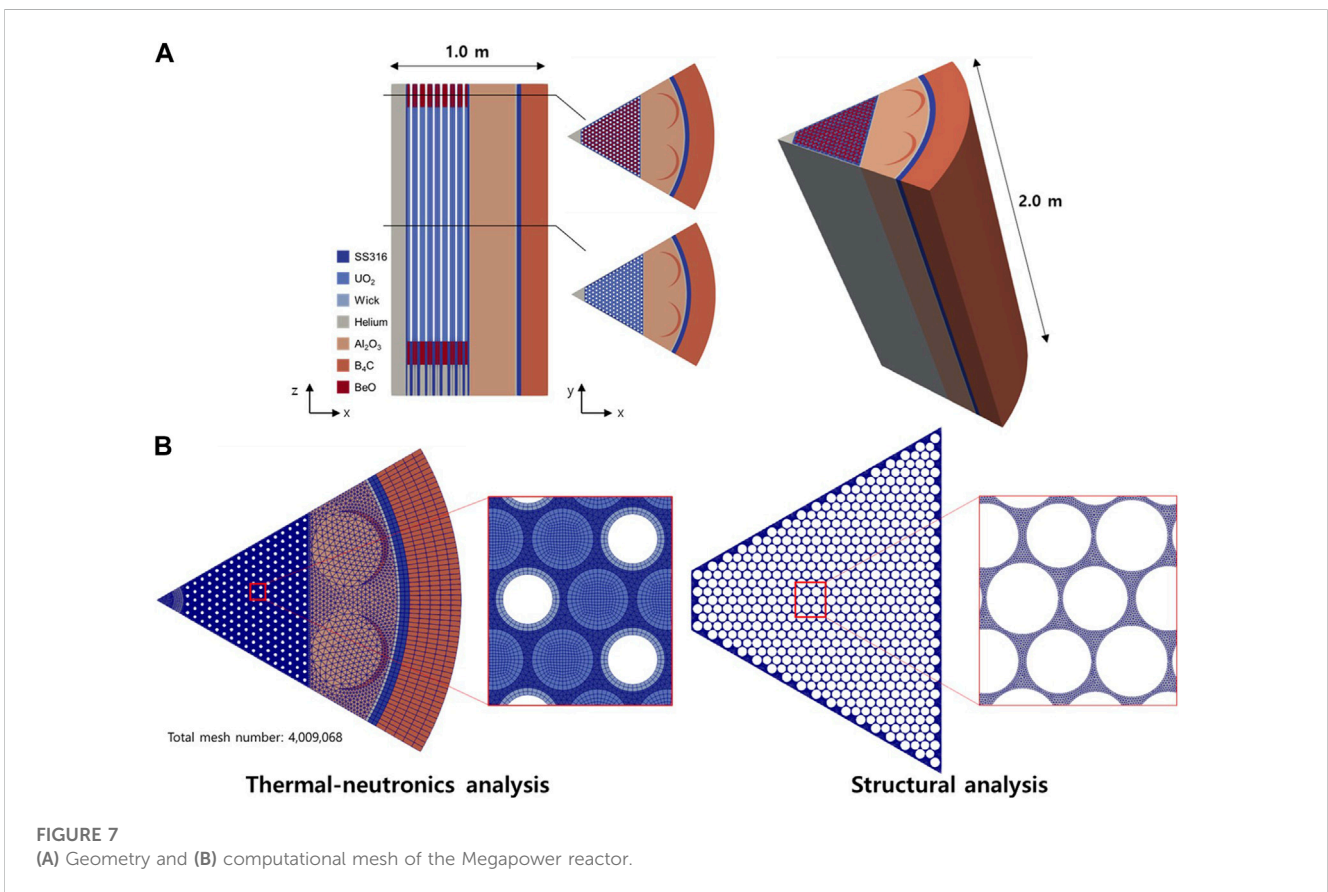 A
1.0 m
2.0 m
SS316
UO₂
Wick
Helium
Al₂O₃
B₄C
BeO
z
x
y
x
B
Total mesh number: 4,009,068
Thermal-neutronics analysis
Structural analysis
FIGURE 7
(A) Geometry and (B) computational mesh of the Megapower reactor.